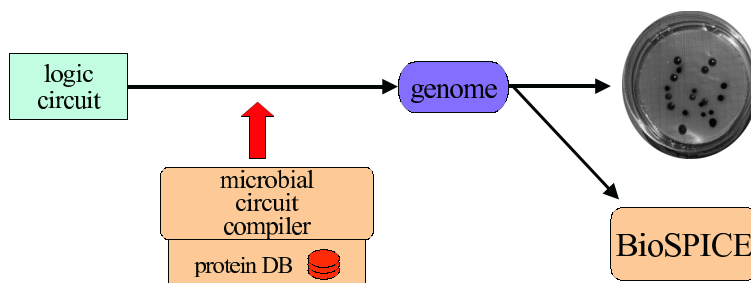 logic
circuit
genome
microbial
circuit
compiler
protein DB
BioSPICE